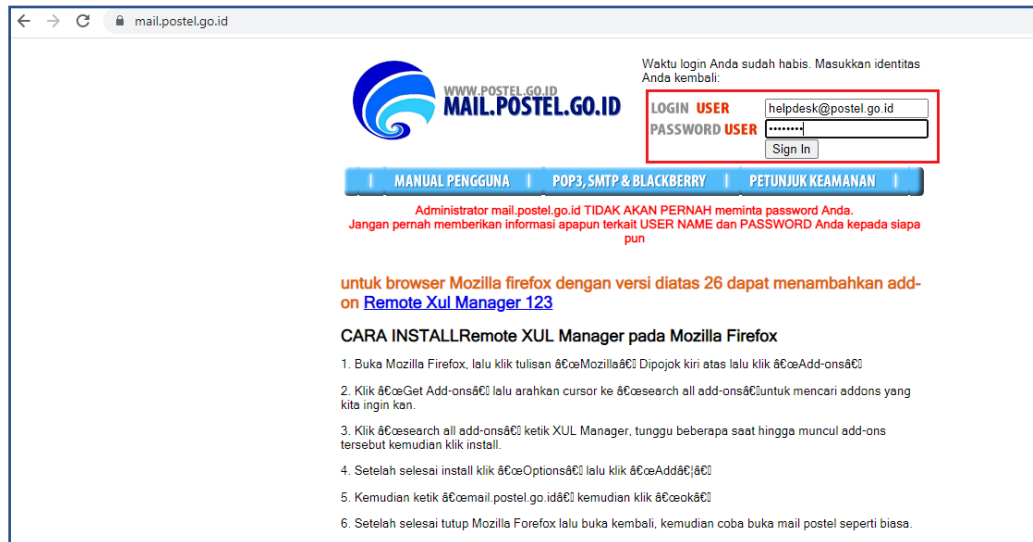 mail.postel.go.id
Waktu login Anda sudah habis. Masukkan identitas
Anda kembali:
WWW.POSTEL.GO.ID
MAIL.POSTEL.GO.ID
LOGIN USER helpdesk@postel.go.id
PASSWORD USER ••••••••
Sign In
MANUAL PENGGUNA | POP3, SMTP & BLACKBERRY | PETUNJUK KEAMANAN
Administrator mail.postel.go.id TIDAK AKAN PERNAH meminta password Anda.
Jangan pernah memberikan informasi apapun terkait USER NAME dan PASSWORD Anda kepada siapa
pun
untuk browser Mozilla firefox dengan versi diatas 26 dapat menambahkan add-
on Remote Xul Manager 123
CARA INSTALLRemote XUL Manager pada Mozilla Firefox
1. Buka Mozilla Firefox, lalu klik tulisan â€œMozillaâ€ Dipojok kiri atas lalu klik â€œAdd-onsâ€
2. Klik â€œGet Add-onsâ€ lalu arahkan cursor ke â€œsearch all add-onsâ€untuk mencari addons yang
kita ingin kan.
3. Klik â€œsearch all add-onsâ€ ketik XUL Manager, tunggu beberapa saat hingga muncul add-ons
tersebut kemudian klik install.
4. Setelah selesai install klik â€œOptionsâ€ lalu klik â€œAddâ€¦â€
5. Kemudian ketik â€œmail.postel.go.idâ€ kemudian klik â€œokâ€
6. Setelah selesai tutup Mozilla Forefox lalu buka kembali, kemudian coba buka mail postel seperti biasa.